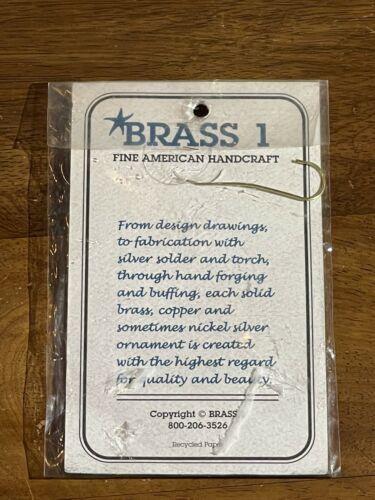 BRASS 1
FINE AMERICAN HANDCRAFT
From design drawings,
to fabrication with
silver solder and torch,
through hand forging
and buffing, each solid
brass, copper and
sometimes nickel silver
ornament is created
with the highest regard
for quality and beauty.
Copyright © BRASS
800-206-3526
Recycled Paper